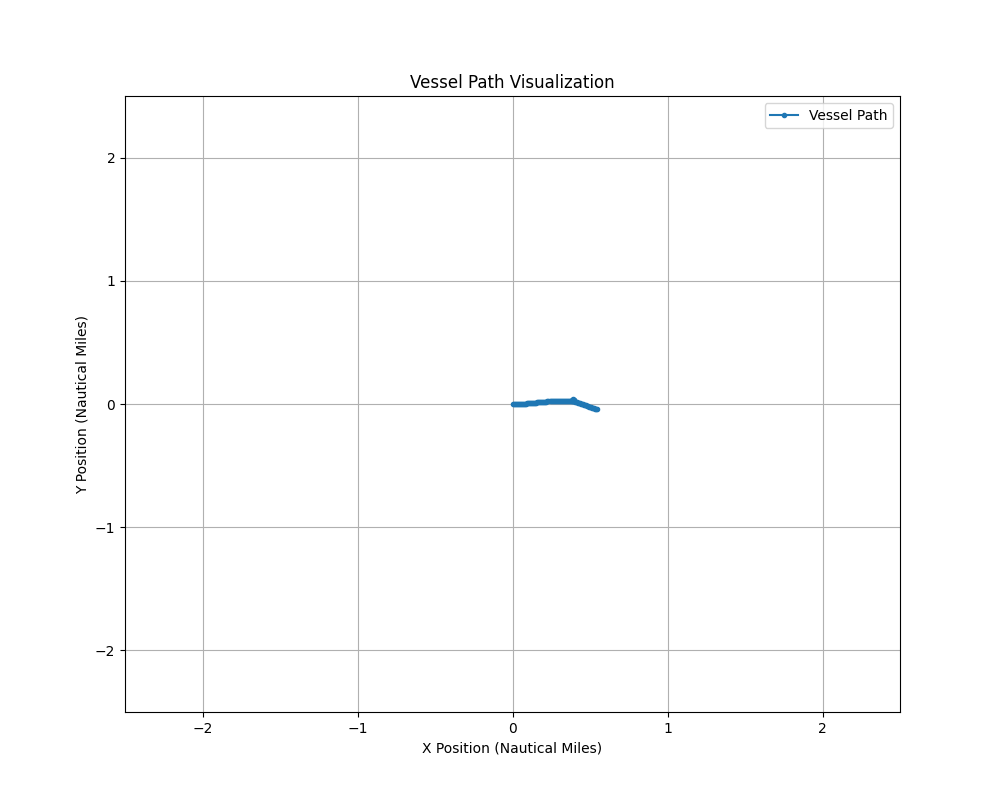 Vessel Path Visualization
Vessel Path
Y Position (Nautical Miles)
2
1
0
−1
−2
−2
−1
0
1
2
X Position (Nautical Miles)